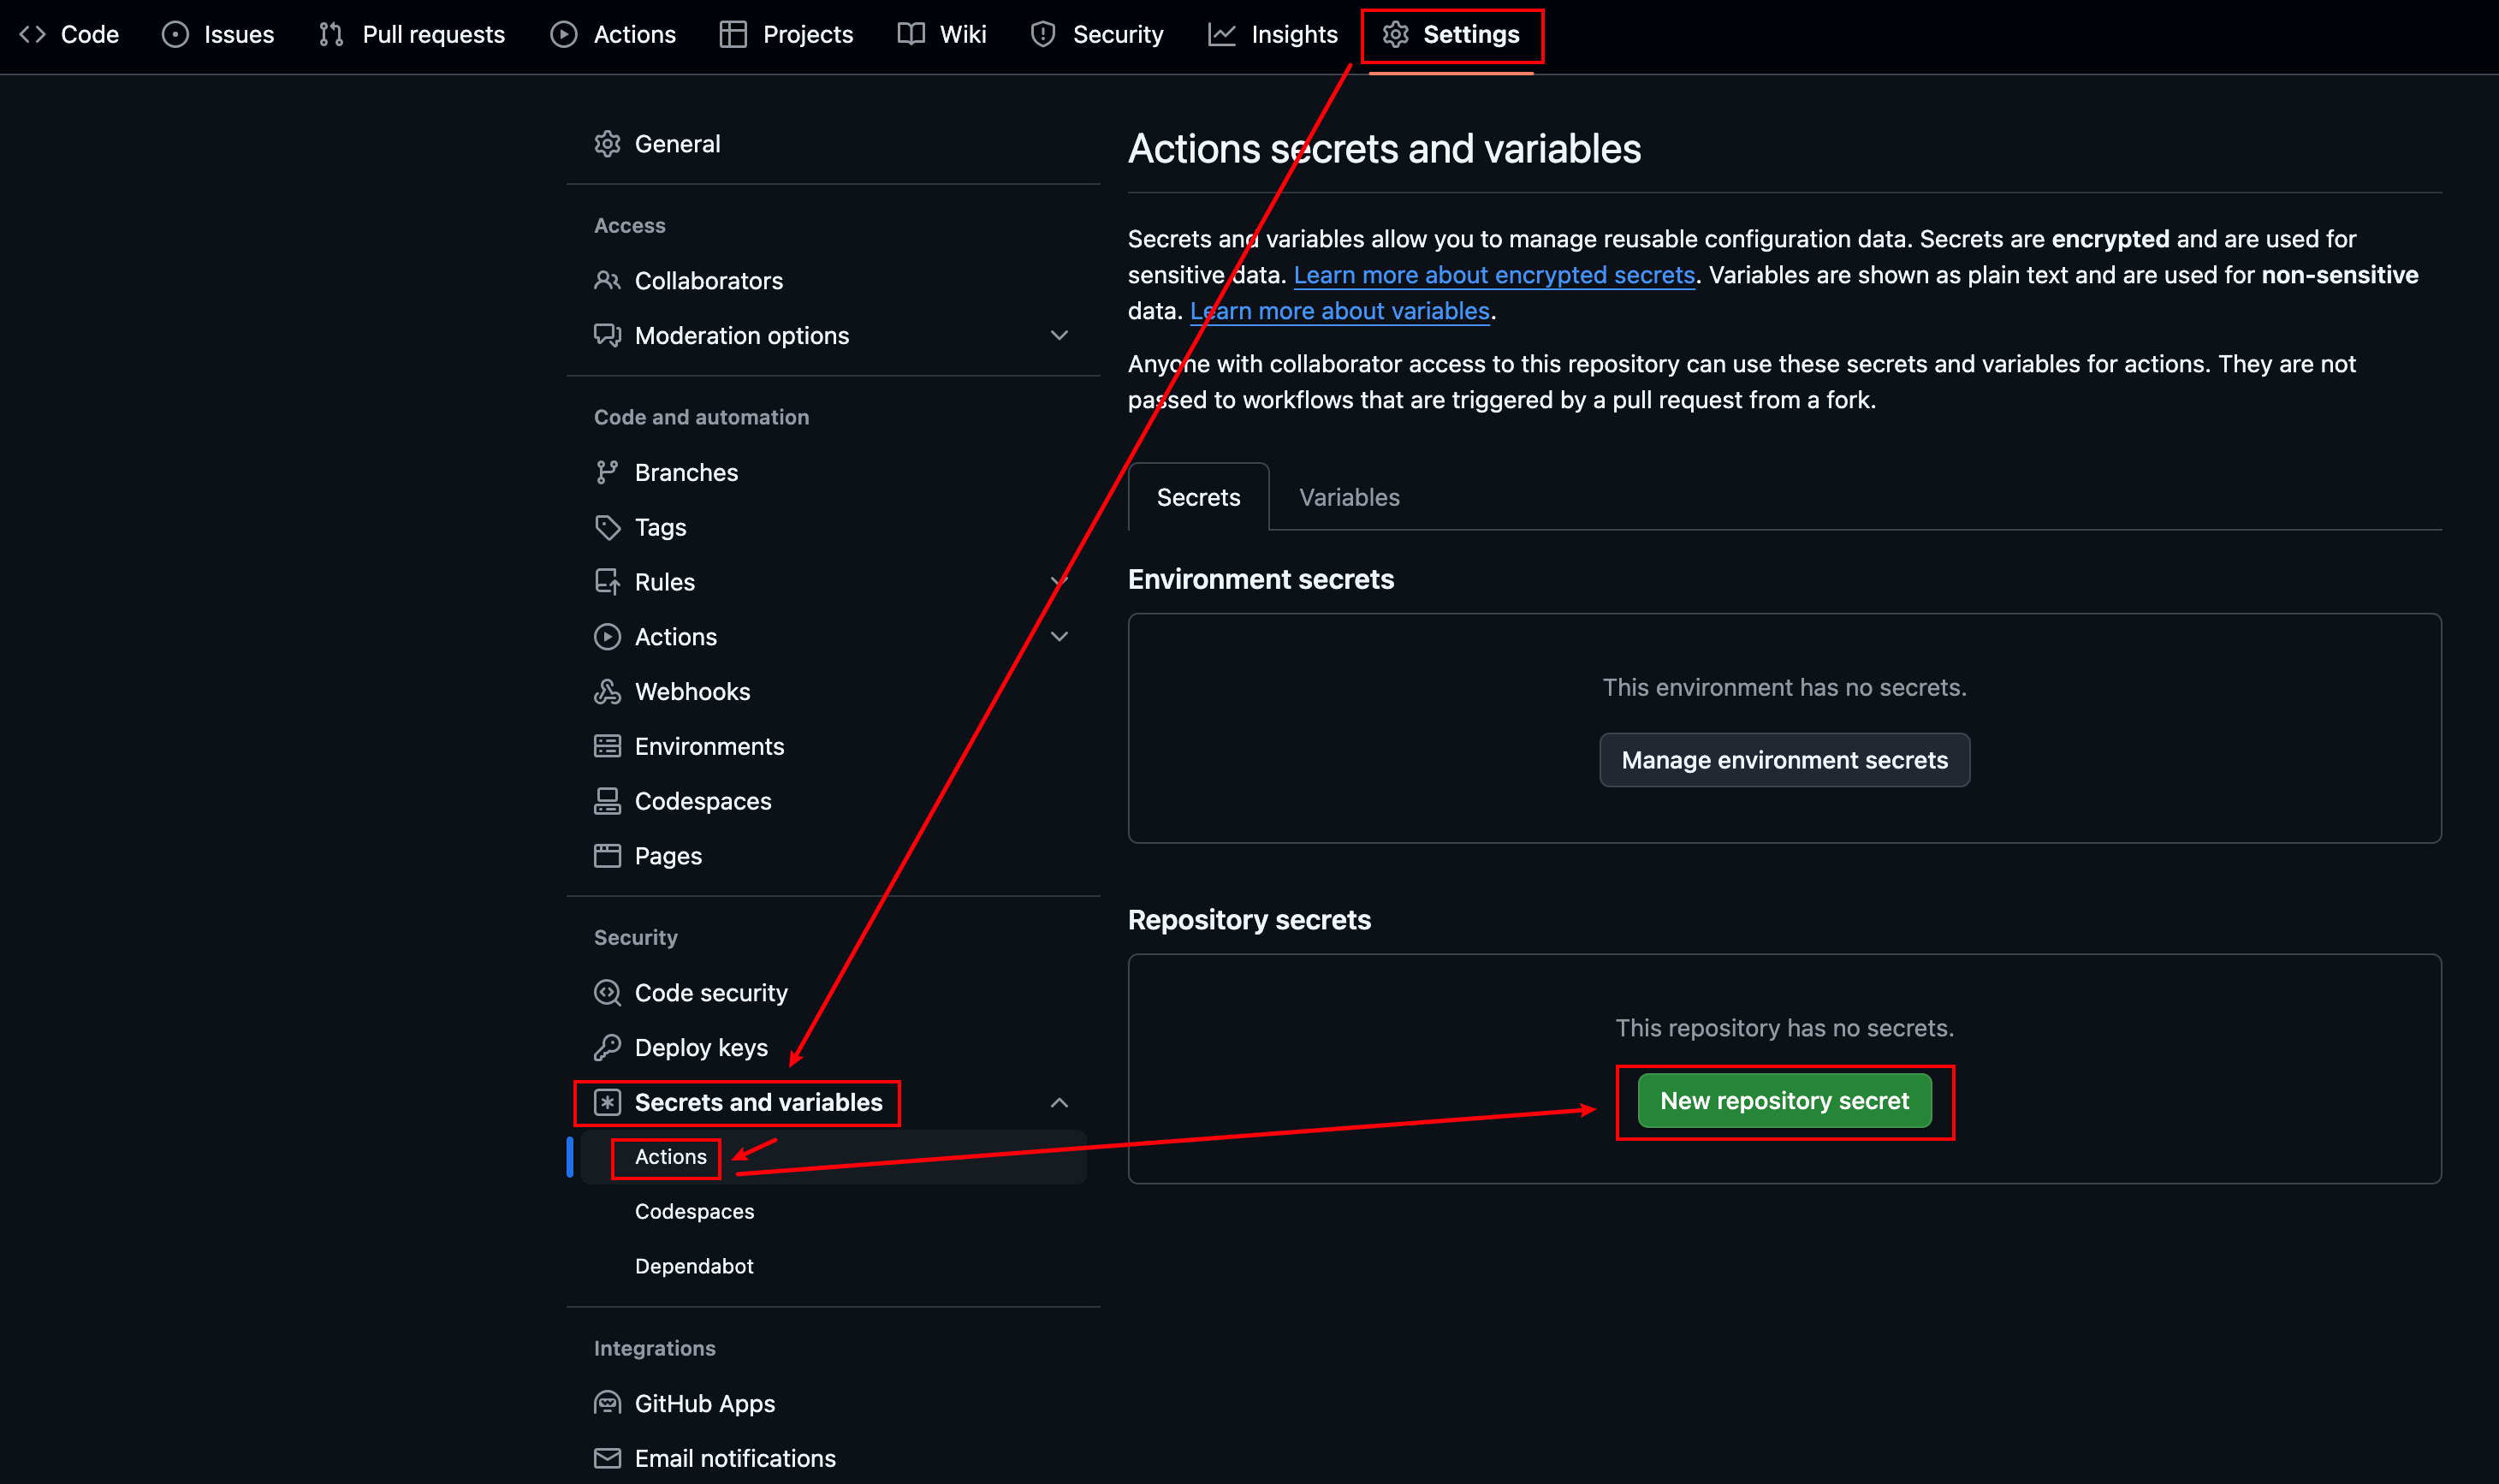 Code Issues Pull requests Actions Projects Wiki Security Insights Settings
General
Access
Collaborators
Moderation options
Code and automation
Branches
Tags
Rules
Actions
Webhooks
Environments
Codespaces
Pages
Security
Code security
Deploy keys
Secrets and variables
Actions
Codespaces
Dependabot
Integrations
GitHub Apps
Email notifications
Actions secrets and variables
Secrets and variables allow you to manage reusable configuration data. Secrets are encrypted and are used for
sensitive data. Learn more about encrypted secrets. Variables are shown as plain text and are used for non-sensitive
data. Learn more about variables.
Anyone with collaborator access to this repository can use these secrets and variables for actions. They are not
passed to workflows that are triggered by a pull request from a fork.
Secrets Variables
Environment secrets
This environment has no secrets.
Manage environment secrets
Repository secrets
This repository has no secrets.
New repository secret